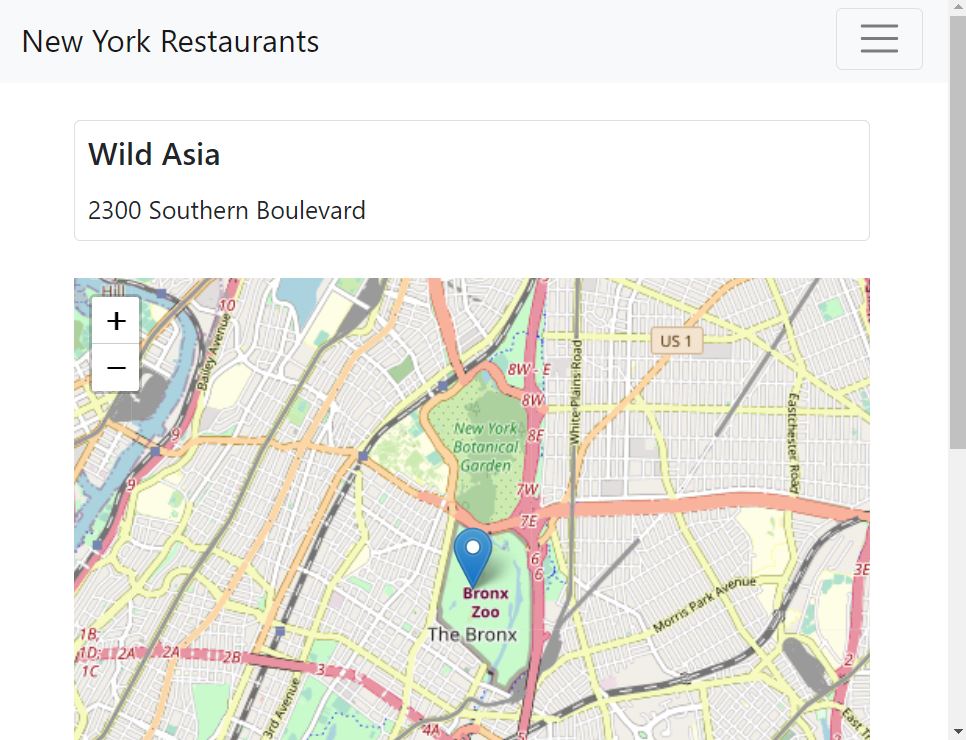 New York Restaurants
Wild Asia
2300 Southern Boulevard
Hill
+
−
10
Bailey Avenue
US 1
8W - E
8W
8E
White Plains Road
Eastchester Road
New York
Botanical
Garden
9
9
7W
7E
6
6
3E
Bronx
Zoo
The Bronx
Morris Park Avenue
1B;
1D;
1C
2A
2A
2B
3
2
3rd Avenue
4A
5